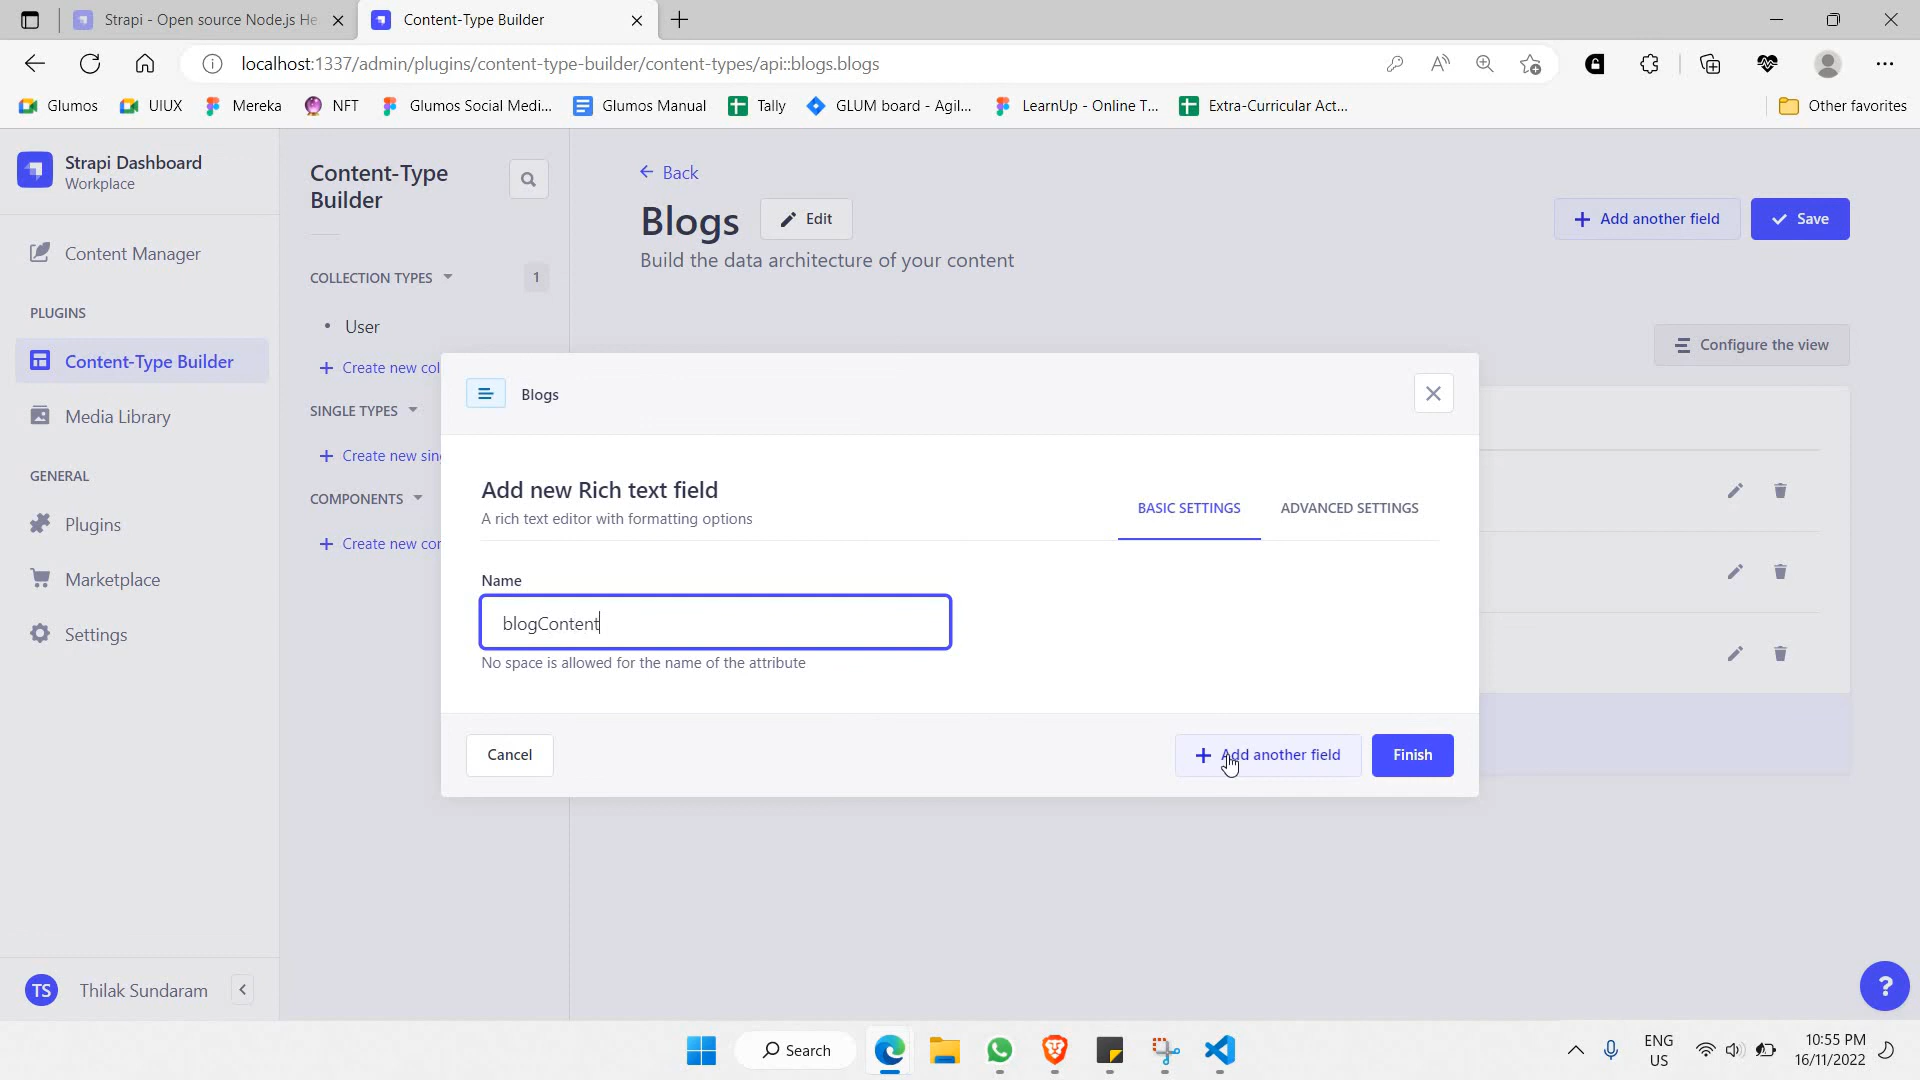 Strapi - Open source Node.js He
Content-Type Builder
localhost:1337/admin/plugins/content-type-builder/content-types/api::blogs.blogs
Glumos
UIUX
Mereka
NFT
Glumos Social Medi...
Glumos Manual
Tally
GLUM board - Agil...
LearnUp - Online T...
Extra-Curricular Act...
Other favorites
Strapi Dashboard
Workplace
Content Manager
PLUGINS
Content-Type Builder
Media Library
GENERAL
Plugins
Marketplace
Settings
TS Thilak Sundaram
Content-Type
Builder
COLLECTION TYPES 1
User
Create new col
SINGLE TYPES
Create new sin
COMPONENTS
Create new cor
Back
Blogs
Edit
Build the data architecture of your content
Add another field
Save
Configure the view
Blogs
Add new Rich text field
A rich text editor with formatting options
BASIC SETTINGS
ADVANCED SETTINGS
Name
blogContent
No space is allowed for the name of the attribute
Cancel
Add another field
Finish
?
Search
ENG
US
10:55 PM
16/11/2022